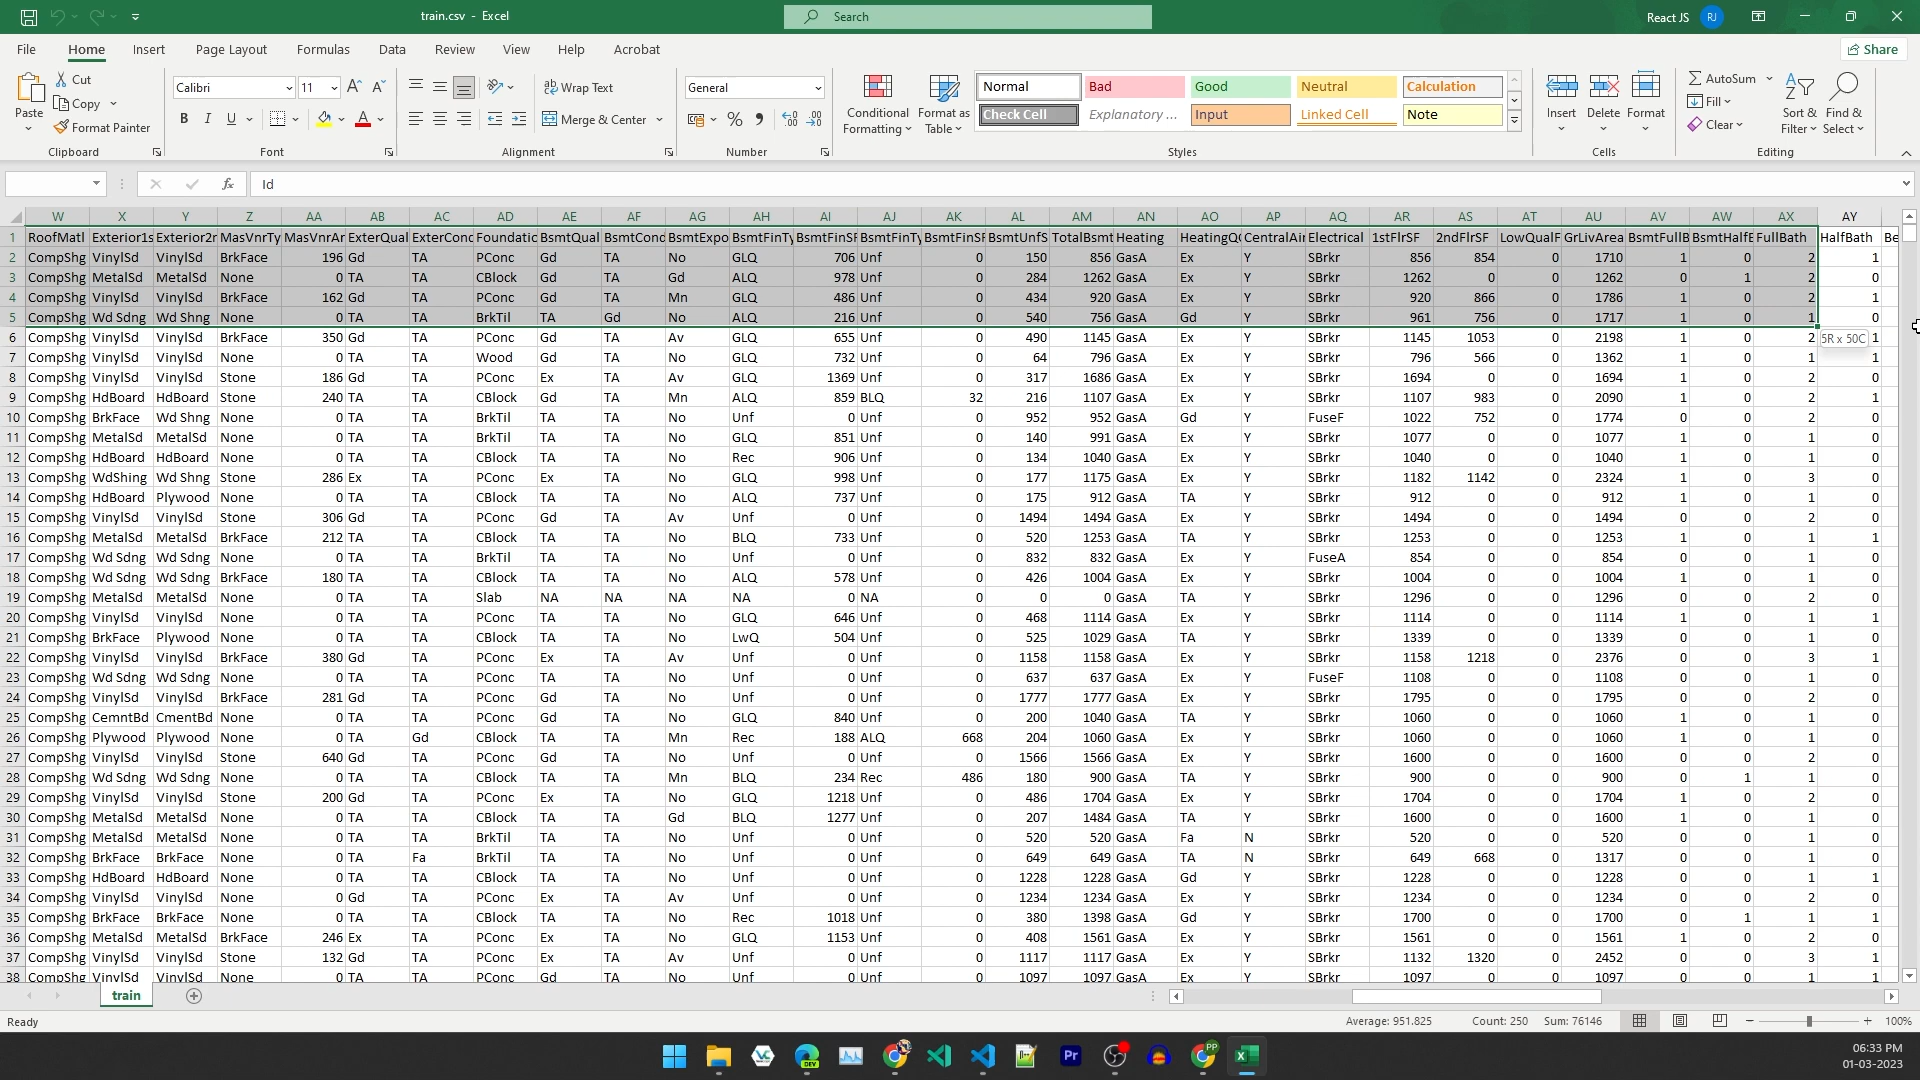 train.csv - Excel
Search
React JS
RJ
File Home Insert Page Layout Formulas Data Review View Help Acrobat
Share
Paste
Cut
Copy
Format Painter
Clipboard
Calibri 11
B I U
Font
Wrap Text
Merge & Center
Alignment
General
Number
Conditional Formatting
Format as Table
Normal Bad Good Neutral Calculation
Check Cell Explanatory ... Input Linked Cell Note
Styles
Insert Delete Format
Cells
AutoSum
Fill
Clear
Sort & Filter
Find & Select
Editing
fx Id
W X Y Z AA AB AC AD AE AF AG AH AI AJ AK AL AM AN AO AP AQ AR AS AT AU AV AW AX AY
1 RoofMatl Exterior1s Exterior2r MasVnrTy MasVnrAr ExterQual ExterCond Foundatic BsmtQual BsmtCond BsmtExpo BsmtFinTy BsmtFinSF BsmtFinTy BsmtFinSF BsmtUnfS TotalBsmt Heating HeatingQC CentralAir Electrical 1stFlrSF 2ndFlrSF LowQualF GrLivArea BsmtFullB BsmtHalfB FullBath HalfBath Be
2 CompShg VinylSd VinylSd BrkFace 196 Gd TA PConc Gd TA No GLQ 706 Unf 0 150 856 GasA Ex Y SBrkr 856 854 0 1710 1 0 2 1
3 CompShg MetalSd MetalSd None 0 TA TA CBlock Gd TA Gd ALQ 978 Unf 0 284 1262 GasA Ex Y SBrkr 1262 0 0 1262 0 1 2 0
4 CompShg VinylSd VinylSd BrkFace 162 Gd TA PConc Gd TA Mn GLQ 486 Unf 0 434 920 GasA Ex Y SBrkr 920 866 0 1786 1 0 2 1
5 CompShg Wd Sdng Wd Shng None 0 TA TA BrkTil TA Gd No ALQ 216 Unf 0 540 756 GasA Gd Y SBrkr 961 756 0 1717 1 0 1 0
6 CompShg VinylSd VinylSd BrkFace 350 Gd TA PConc Gd TA Av GLQ 655 Unf 0 490 1145 GasA Ex Y SBrkr 1145 1053 0 2198 1 0 2 5R x 50C 1
7 CompShg VinylSd VinylSd None 0 TA TA Wood Gd TA No GLQ 732 Unf 0 64 796 GasA Ex Y SBrkr 796 566 0 1362 1 0 1 1
8 CompShg VinylSd VinylSd Stone 186 Gd TA PConc Ex TA Av GLQ 1369 Unf 0 317 1686 GasA Ex Y SBrkr 1694 0 0 1694 1 0 2 0
9 CompShg HdBoard HdBoard Stone 240 TA TA CBlock Gd TA Mn ALQ 859 BLQ 32 216 1107 GasA Ex Y SBrkr 1107 983 0 2090 1 0 2 1
10 CompShg BrkFace Wd Shng None 0 TA TA BrkTil TA TA No Unf 0 Unf 0 952 952 GasA Gd Y FuseF 1022 752 0 1774 0 0 2 0
11 CompShg MetalSd MetalSd None 0 TA TA BrkTil TA TA No GLQ 851 Unf 0 140 991 GasA Ex Y SBrkr 1077 0 0 1077 1 0 1 0
12 CompShg HdBoard HdBoard None 0 TA TA CBlock TA TA No Rec 906 Unf 0 134 1040 GasA Ex Y SBrkr 1040 0 0 1040 1 0 1 0
13 CompShg WdShing Wd Shng Stone 286 Ex TA PConc Ex TA No GLQ 998 Unf 0 177 1175 GasA Ex Y SBrkr 1182 1142 0 2324 1 0 3 0
14 CompShg HdBoard Plywood None 0 TA TA CBlock TA TA No ALQ 737 Unf 0 175 912 GasA TA Y SBrkr 912 0 0 912 1 0 1 0
15 CompShg VinylSd VinylSd Stone 306 Gd TA PConc Gd TA Av Unf 0 Unf 0 1494 1494 GasA Ex Y SBrkr 1494 0 0 1494 0 0 2 0
16 CompShg MetalSd MetalSd BrkFace 212 TA TA CBlock TA TA No BLQ 733 Unf 0 520 1253 GasA TA Y SBrkr 1253 0 0 1253 1 0 1 1
17 CompShg Wd Sdng Wd Sdng None 0 TA TA BrkTil TA TA No Unf 0 Unf 0 832 832 GasA Ex Y FuseA 854 0 0 854 0 0 1 0
18 CompShg Wd Sdng Wd Sdng BrkFace 180 TA TA CBlock TA TA No ALQ 578 Unf 0 426 1004 GasA Ex Y SBrkr 1004 0 0 1004 1 0 1 0
19 CompShg MetalSd MetalSd None 0 TA TA Slab NA NA NA NA 0 NA 0 0 0 GasA TA Y SBrkr 1296 0 0 1296 0 0 2 0
20 CompShg VinylSd VinylSd None 0 TA TA PConc TA TA No GLQ 646 Unf 0 468 1114 GasA Ex Y SBrkr 1114 0 0 1114 1 0 1 1
21 CompShg BrkFace Plywood None 0 TA TA CBlock TA TA No LwQ 504 Unf 0 525 1029 GasA TA Y SBrkr 1339 0 0 1339 0 0 1 0
22 CompShg VinylSd VinylSd BrkFace 380 Gd TA PConc Ex TA Av Unf 0 Unf 0 1158 1158 GasA Ex Y SBrkr 1158 1218 0 2376 0 0 3 1
23 CompShg Wd Sdng Wd Sdng None 0 TA TA PConc TA TA No Unf 0 Unf 0 637 637 GasA Ex Y FuseF 1108 0 0 1108 0 0 1 0
24 CompShg VinylSd VinylSd BrkFace 281 Gd TA PConc Gd TA No Unf 0 Unf 0 1777 1777 GasA Ex Y SBrkr 1795 0 0 1795 0 0 2 0
25 CompShg CemntBd CmentBd None 0 TA TA PConc Gd TA No GLQ 840 Unf 0 200 1040 GasA TA Y SBrkr 1060 0 0 1060 1 0 1 0
26 CompShg Plywood Plywood None 0 TA Gd CBlock TA TA Mn Rec 188 ALQ 668 204 1060 GasA Ex Y SBrkr 1060 0 0 1060 1 0 1 0
27 CompShg VinylSd VinylSd Stone 640 Gd TA PConc Gd TA No Unf 0 Unf 0 1566 1566 GasA Ex Y SBrkr 1600 0 0 1600 0 0 2 0
28 CompShg Wd Sdng Wd Sdng None 0 TA TA CBlock TA TA Mn BLQ 234 Rec 486 180 900 GasA TA Y SBrkr 900 0 0 900 0 1 1 0
29 CompShg VinylSd VinylSd Stone 200 Gd TA PConc Ex TA No GLQ 1218 Unf 0 486 1704 GasA Ex Y SBrkr 1704 0 0 1704 1 0 2 0
30 CompShg MetalSd MetalSd None 0 TA TA CBlock TA TA Gd BLQ 1277 Unf 0 207 1484 GasA TA Y SBrkr 1600 0 0 1600 1 0 1 0
31 CompShg MetalSd MetalSd None 0 TA TA BrkTil TA TA No Unf 0 Unf 0 520 520 GasA Fa N SBrkr 520 0 0 520 0 0 1 0
32 CompShg BrkFace BrkFace None 0 TA Fa BrkTil TA TA No Unf 0 Unf 0 649 649 GasA TA N SBrkr 649 668 0 1317 0 0 1 0
33 CompShg HdBoard HdBoard None 0 TA TA CBlock TA TA No Unf 0 Unf 0 1228 1228 GasA Gd Y SBrkr 1228 0 0 1228 0 0 1 1
34 CompShg VinylSd VinylSd None 0 Gd TA PConc Ex TA Av Unf 0 Unf 0 1234 1234 GasA Ex Y SBrkr 1234 0 0 1234 0 0 2 0
35 CompShg BrkFace BrkFace None 0 TA TA CBlock TA TA No Rec 1018 Unf 0 380 1398 GasA Gd Y SBrkr 1700 0 0 1700 0 1 1 1
36 CompShg MetalSd MetalSd BrkFace 246 Ex TA PConc Ex TA No GLQ 1153 Unf 0 408 1561 GasA Ex Y SBrkr 1561 0 0 1561 1 0 2 0
37 CompShg VinylSd VinylSd Stone 132 Gd TA PConc Ex TA Av Unf 0 Unf 0 1117 1117 GasA Ex Y SBrkr 1132 1320 0 2452 0 0 3 1
38 CompShg VinylSd VinylSd None 0 TA TA PConc Gd TA No Unf 0 Unf 0 1097 1097 GasA Ex Y SBrkr 1097 0 0 1097 0 0 1 1
train
Ready
Average: 951.825 Count: 250 Sum: 76146
100%
DEV
Pr
PP
06:33 PM
01-03-2023